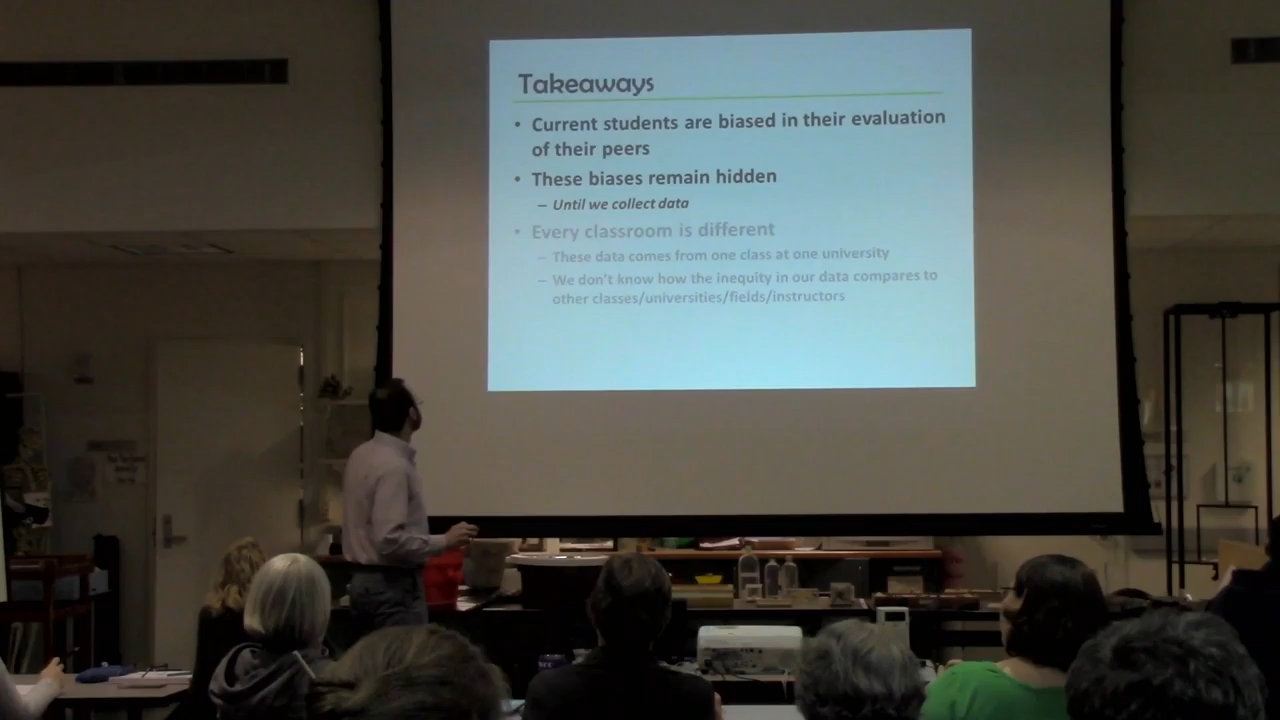 Takeaways
• Current students are biased in their evaluation
of their peers
• These biases remain hidden
– Until we collect data
• Every classroom is different
– These data comes from one class at one university
– We don't know how the inequity in our data compares to
other classes/universities/fields/instructors